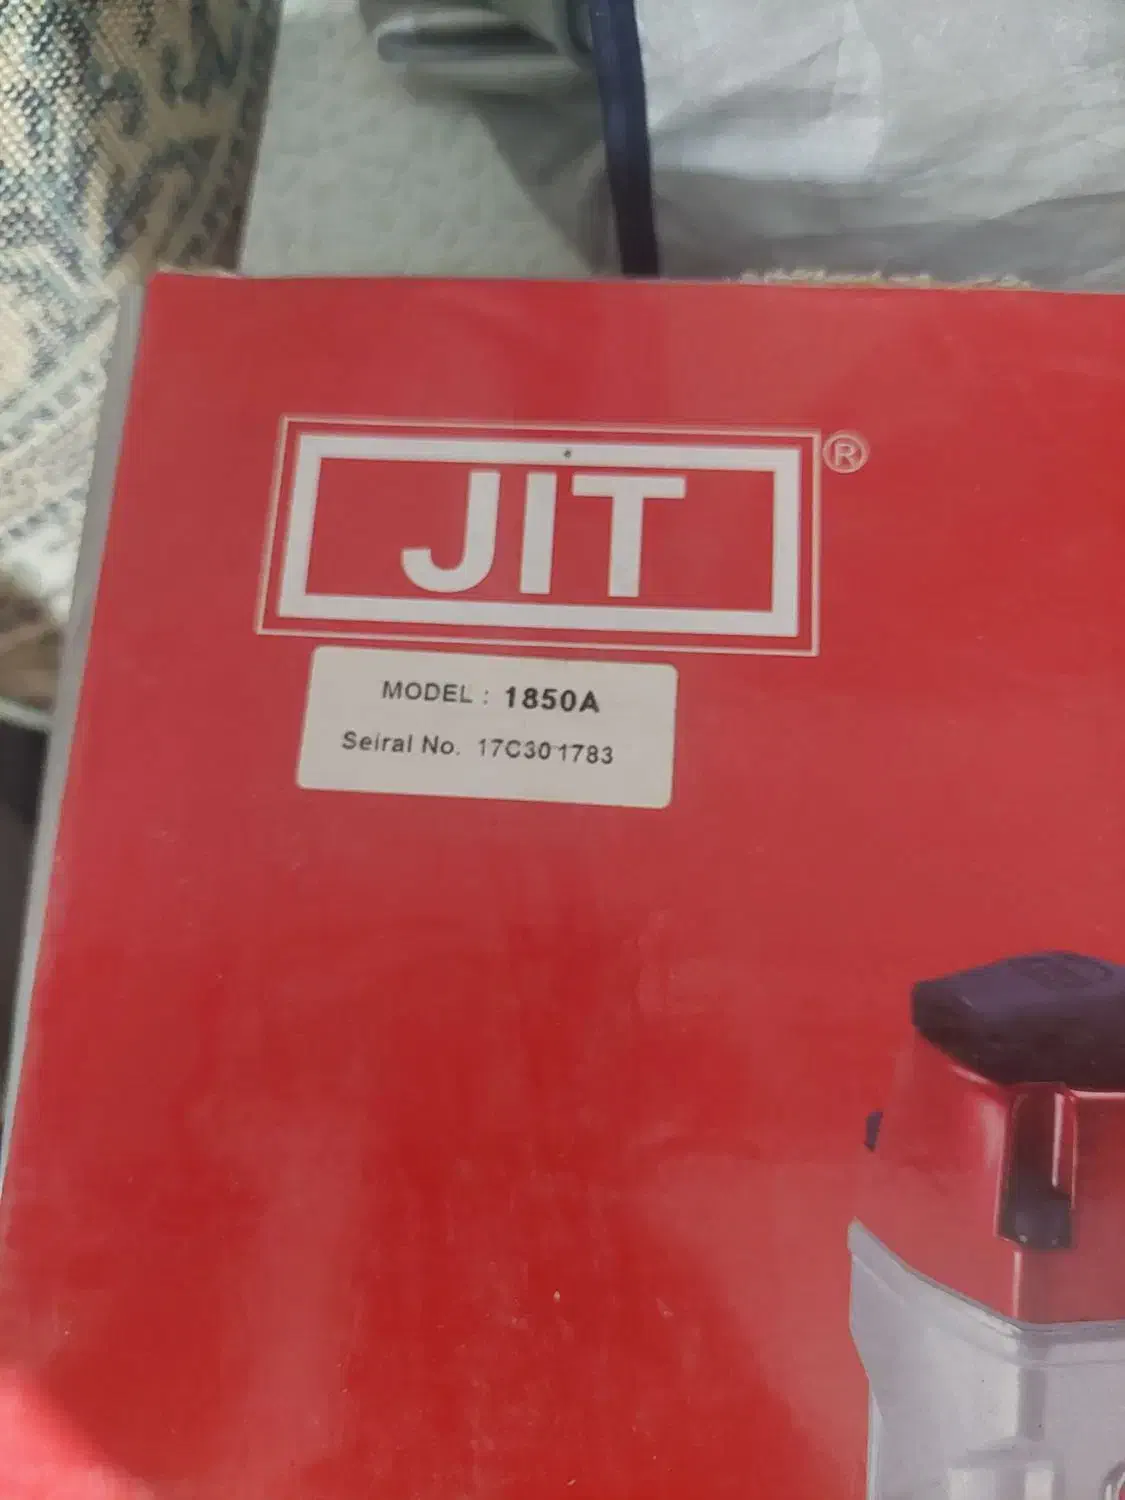 JIT
®
MODEL : 1850A
Seiral No. 17C301783